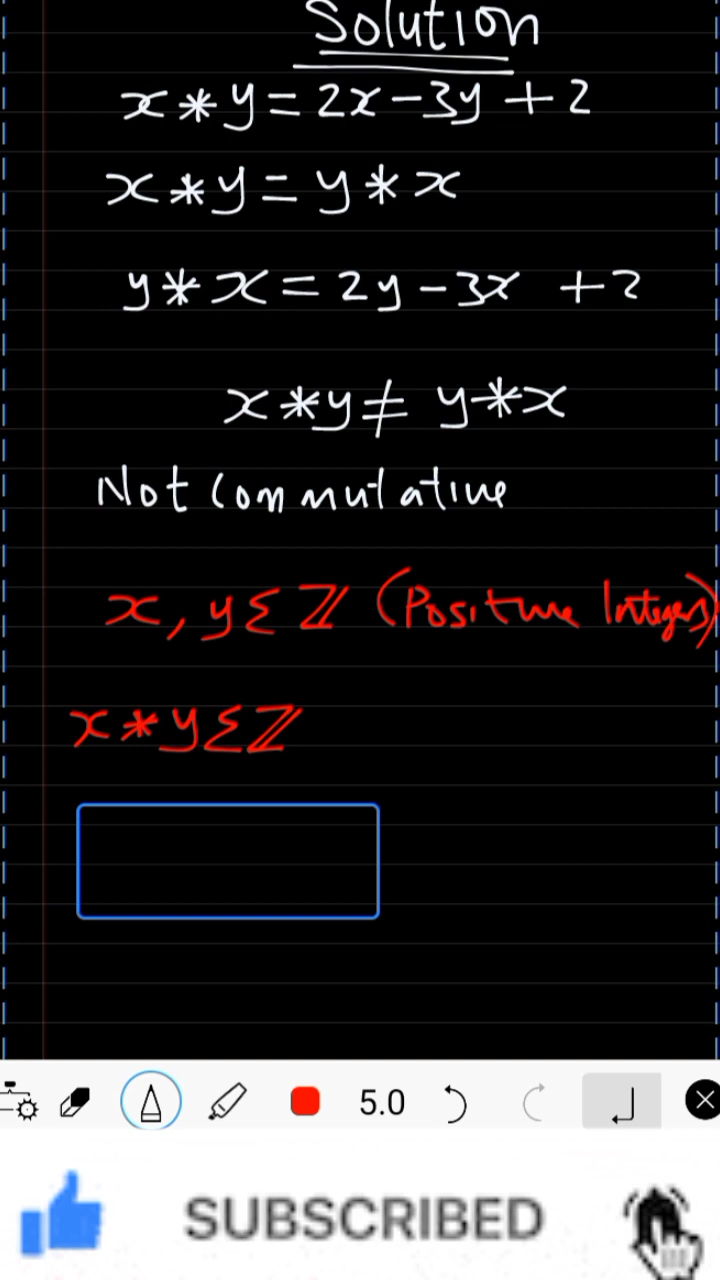 Solution
x*y=2x-3y+2
x*y=y*x
y*x=2y-3x +2
x*y≠ y*x
Not commutative
x, y ∑ ℤ (Positive Integers)
x*y∑ℤ
5.0
SUBSCRIBED